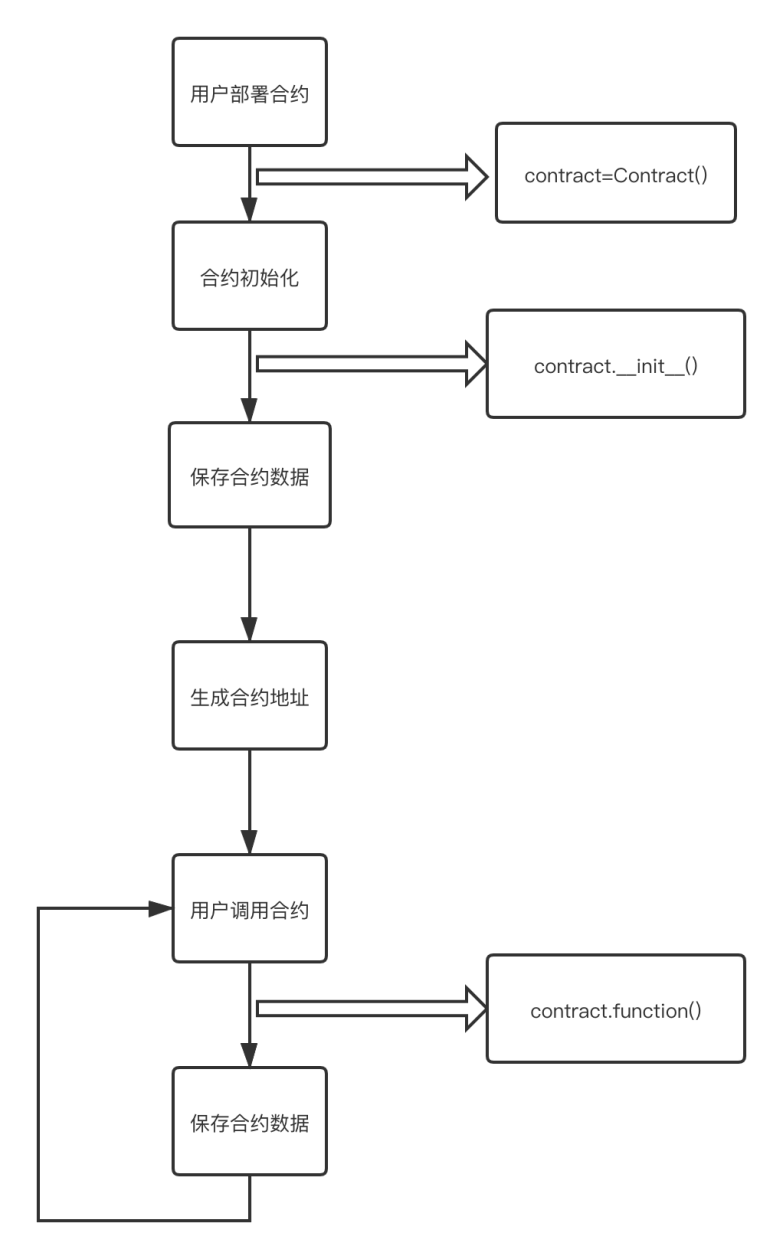 用户部署合约
contract=Contract()
合约初始化
contract.__init__()
保存合约数据
生成合约地址
用户调用合约
contract.function()
保存合约数据